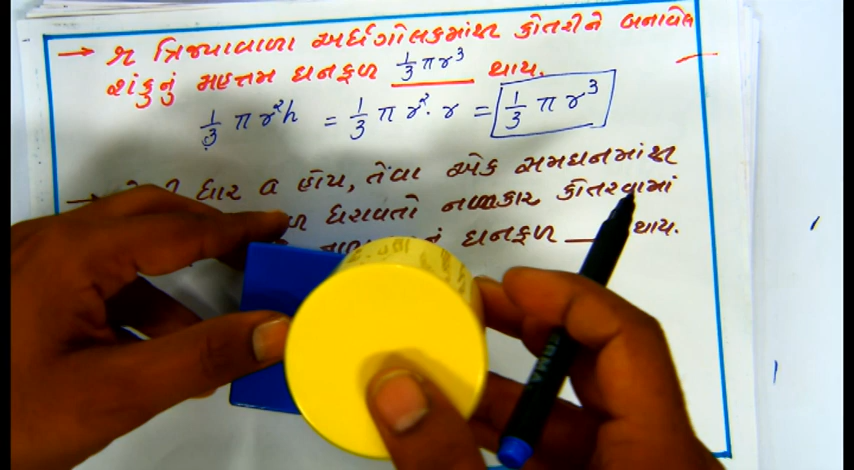 → r ત્રિજ્યાવાળા અર્ધગોલકમાંથી કોતરીને બનાવેલ
શંકુનું મહત્તમ ઘનફળ 1/3 πr³ થાય.
1/3 πr²h = 1/3 πr². r = 1/3 πr³
→ ધાર a હોય, તેવા એક સમઘનમાંથી
ધરાવતો નળાકાર કોતરવામાં
ઘનફળ ___ થાય.